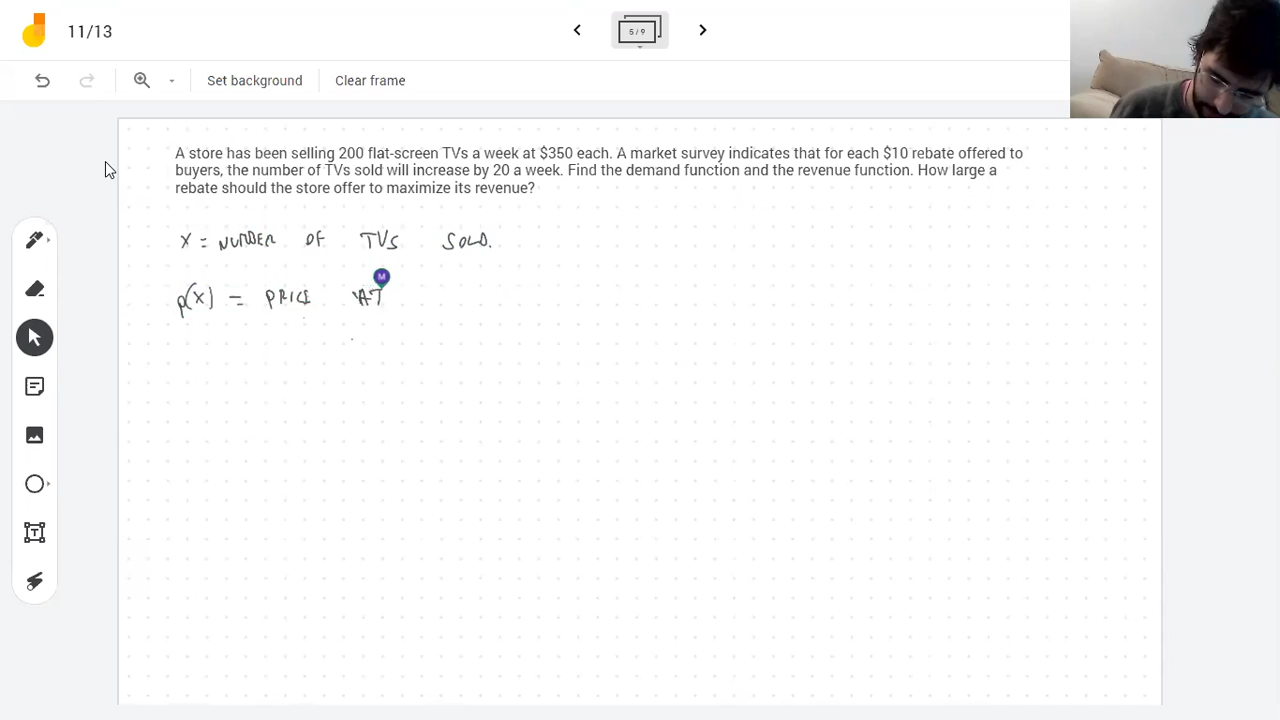 11/13
5 / 9
Set background
Clear frame
A store has been selling 200 flat-screen TVs a week at $350 each. A market survey indicates that for each $10 rebate offered to
buyers, the number of TVs sold will increase by 20 a week. Find the demand function and the revenue function. How large a
rebate should the store offer to maximize its revenue?
X = NUMBER OF TVS SOLD.
M
p(x) = PRICE AT
T